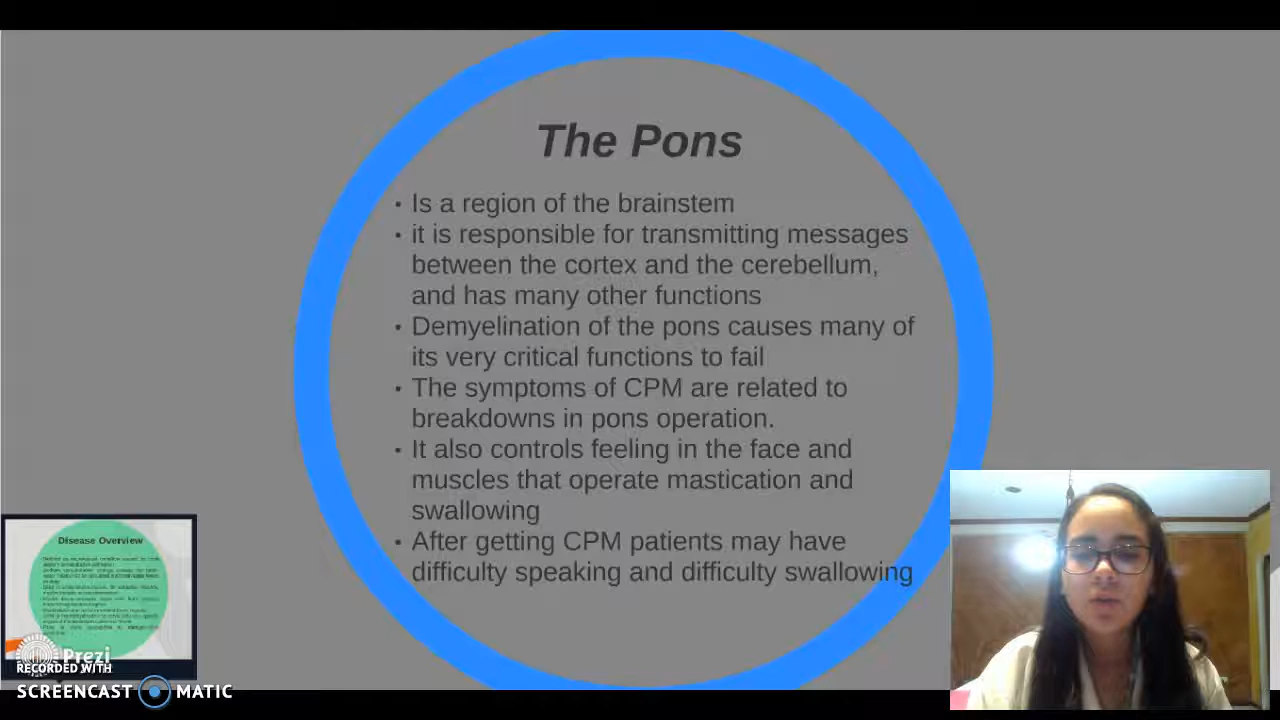 The Pons
• Is a region of the brainstem
• it is responsible for transmitting messages
between the cortex and the cerebellum,
and has many other functions
• Demyelination of the pons causes many of
its very critical functions to fail
• The symptoms of CPM are related to
breakdowns in pons operation.
• It also controls feeling in the face and
muscles that operate mastication and
swallowing
• After getting CPM patients may have
difficulty speaking and difficulty swallowing
Disease Overview
Prezi
RECORDED WITH
SCREENCAST MATIC